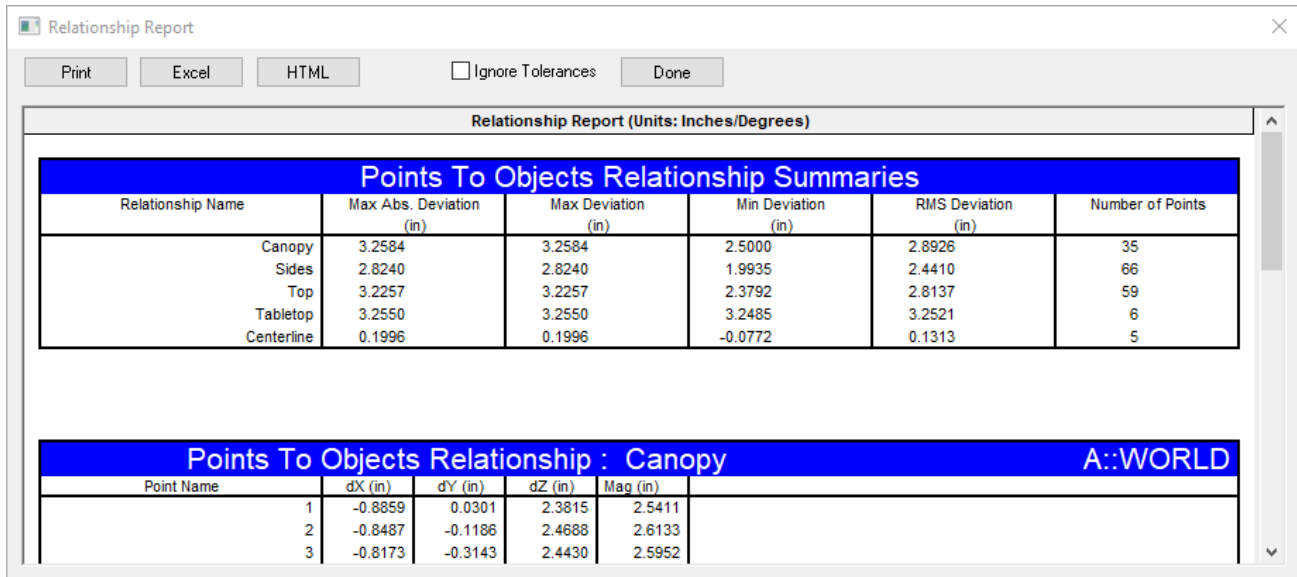 Relationship Report
Print Excel HTML Ignore Tolerances Done
Relationship Report (Units: Inches/Degrees)
Points To Objects Relationship Summaries
Relationship Name Max Abs. Deviation (in) Max Deviation (in) Min Deviation (in) RMS Deviation (in) Number of Points
Canopy 3.2584 3.2584 2.5000 2.8926 35
Sides 2.8240 2.8240 1.9935 2.4410 66
Top 3.2257 3.2257 2.3792 2.8137 59
Tabletop 3.2550 3.2550 3.2485 3.2521 6
Centerline 0.1996 0.1996 -0.0772 0.1313 5
Points To Objects Relationship : Canopy A::WORLD
Point Name dX (in) dY (in) dZ (in) Mag (in)
1 -0.8859 0.0301 2.3815 2.5411
2 -0.8487 -0.1186 2.4688 2.6133
3 -0.8173 -0.3143 2.4430 2.5952